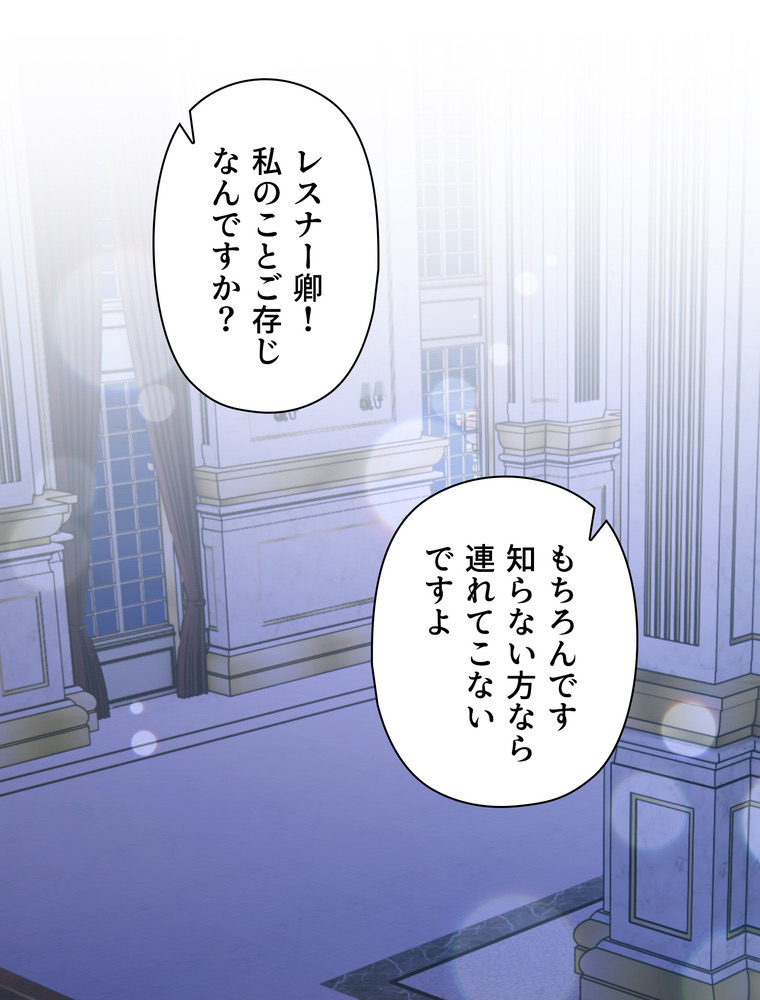 レスナー卿！
私のことご存じ
なんですか？
もちろんです
知らない方なら
連れてこない
ですよ